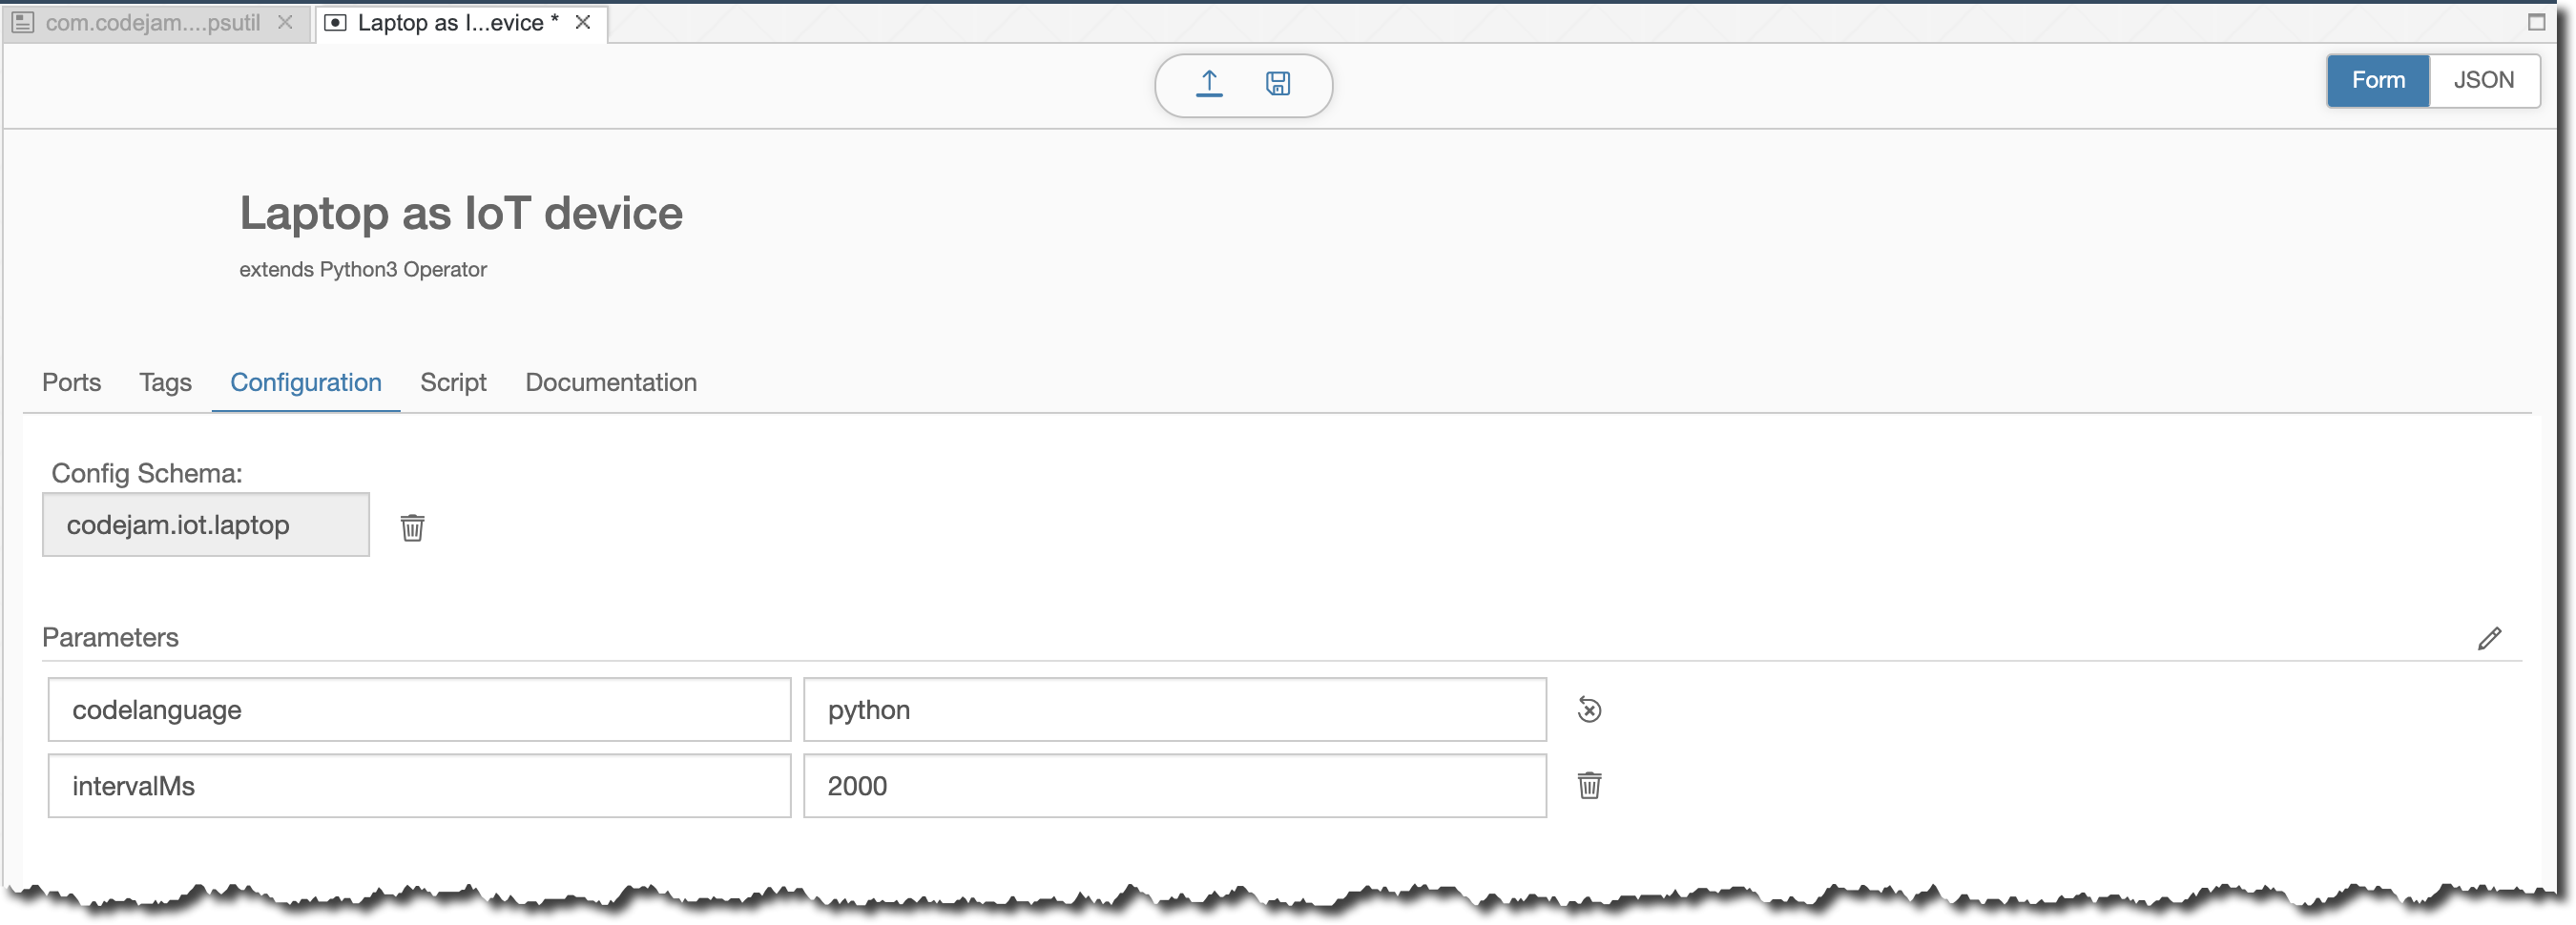 com.codejam....psutil
Laptop as I...evice *
Form
JSON
Laptop as IoT device
extends Python3 Operator
Ports
Tags
Configuration
Script
Documentation
Config Schema:
codejam.iot.laptop
Parameters
codelanguage
python
intervalMs
2000